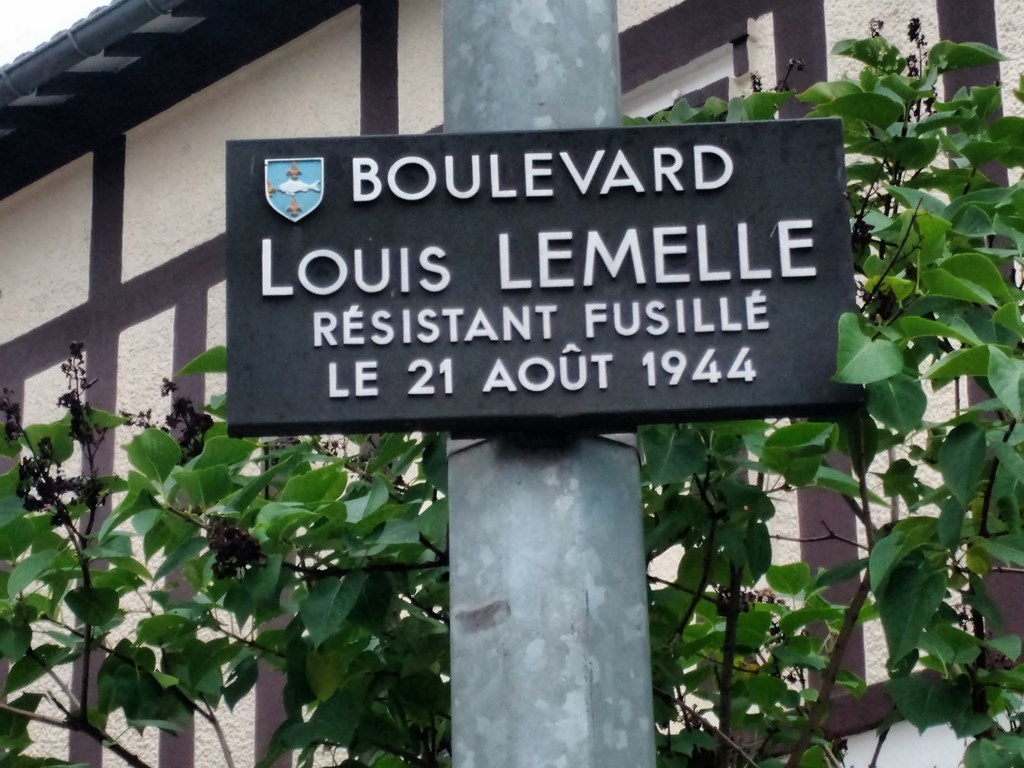 BOULEVARD
LOUIS LEMELLE
RÉSISTANT FUSILLÉ
LE 21 AOÛT 1944